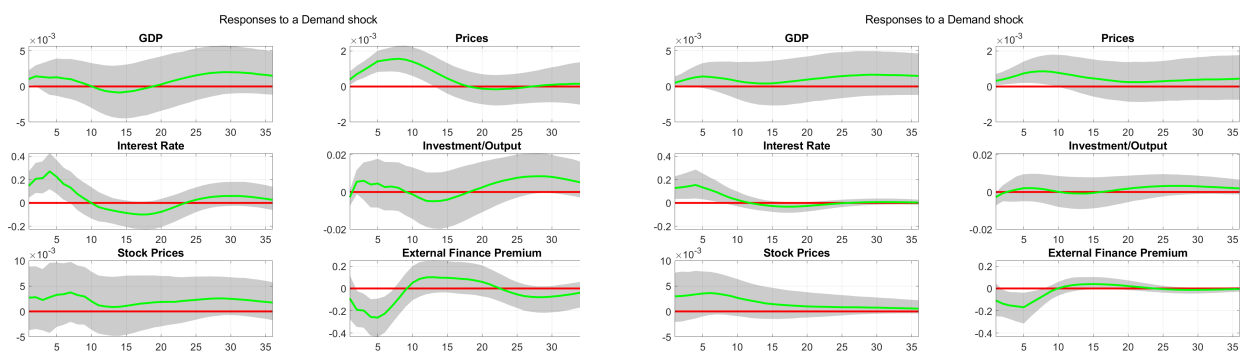 Responses to a Demand shock
×10⁻³ GDP
5
0
-5
5 10 15 20 25 30 35
×10⁻³ Prices
2
0
-2
5 10 15 20 25 30
Interest Rate
0.4
0.2
0
-0.2
5 10 15 20 25 30 35
Investment/Output
0.02
0
-0.02
5 10 15 20 25 30
Stock Prices
×10⁻³
10
5
0
-5
5 10 15 20 25 30 35
External Finance Premium
0.2
0
-0.2
-0.4
5 10 15 20 25 30
Responses to a Demand shock
×10⁻³ GDP
5
0
-5
5 10 15 20 25 30 35
×10⁻³ Prices
2
0
-2
5 10 15 20 25 30 35
Interest Rate
0.4
0.2
0
-0.2
5 10 15 20 25 30 35
Investment/Output
0.02
0
-0.02
5 10 15 20 25 30 35
Stock Prices
×10⁻³
10
5
0
-5
5 10 15 20 25 30 35
External Finance Premium
0.2
0
-0.2
-0.4
5 10 15 20 25 30 35